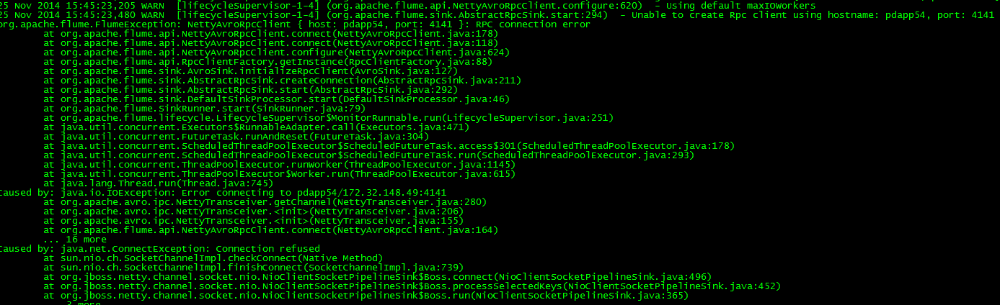 25 Nov 2014 15:45:23,205 WARN  [lifecycleSupervisor-1-4] (org.apache.flume.api.NettyAvroRpcClient.configure:620)  - Using default maxIOWorkers
25 Nov 2014 15:45:23,480 WARN  [lifecycleSupervisor-1-4] (org.apache.flume.sink.AbstractRpcSink.start:294)  - Unable to create Rpc client using hostname: pdapp54, port: 4141
org.apache.flume.FlumeException: NettyAvroRpcClient { host: pdapp54, port: 4141 }: RPC connection error
at org.apache.flume.api.NettyAvroRpcClient.connect(NettyAvroRpcClient.java:178)
at org.apache.flume.api.NettyAvroRpcClient.connect(NettyAvroRpcClient.java:118)
at org.apache.flume.api.NettyAvroRpcClient.configure(NettyAvroRpcClient.java:624)
at org.apache.flume.api.RpcClientFactory.getInstance(RpcClientFactory.java:88)
at org.apache.flume.sink.AvroSink.initializeRpcClient(AvroSink.java:127)
at org.apache.flume.sink.AbstractRpcSink.createConnection(AbstractRpcSink.java:211)
at org.apache.flume.sink.AbstractRpcSink.start(AbstractRpcSink.java:292)
at org.apache.flume.sink.DefaultSinkProcessor.start(DefaultSinkProcessor.java:46)
at org.apache.flume.SinkRunner.start(SinkRunner.java:79)
at org.apache.flume.lifecycle.LifecycleSupervisor$MonitorRunnable.run(LifecycleSupervisor.java:251)
at java.util.concurrent.Executors$RunnableAdapter.call(Executors.java:471)
at java.util.concurrent.FutureTask.runAndReset(FutureTask.java:304)
at java.util.concurrent.ScheduledThreadPoolExecutor$ScheduledFutureTask.access$301(ScheduledThreadPoolExecutor.java:178)
at java.util.concurrent.ScheduledThreadPoolExecutor$ScheduledFutureTask.run(ScheduledThreadPoolExecutor.java:293)
at java.util.concurrent.ThreadPoolExecutor.runWorker(ThreadPoolExecutor.java:1145)
at java.util.concurrent.ThreadPoolExecutor$Worker.run(ThreadPoolExecutor.java:615)
at java.lang.Thread.run(Thread.java:745)
Caused by: java.io.IOException: Error connecting to pdapp54/172.32.148.49:4141
at org.apache.avro.ipc.NettyTransceiver.getChannel(NettyTransceiver.java:280)
at org.apache.avro.ipc.NettyTransceiver.<init>(NettyTransceiver.java:206)
at org.apache.avro.ipc.NettyTransceiver.<init>(NettyTransceiver.java:155)
at org.apache.flume.api.NettyAvroRpcClient.connect(NettyAvroRpcClient.java:164)
... 16 more
Caused by: java.net.ConnectException: Connection refused
at sun.nio.ch.SocketChannelImpl.checkConnect(Native Method)
at sun.nio.ch.SocketChannelImpl.finishConnect(SocketChannelImpl.java:739)
at org.jboss.netty.channel.socket.nio.NioClientSocketPipelineSink$Boss.connect(NioClientSocketPipelineSink.java:496)
at org.jboss.netty.channel.socket.nio.NioClientSocketPipelineSink$Boss.processSelectedKeys(NioClientSocketPipelineSink.java:452)
at org.jboss.netty.channel.socket.nio.NioClientSocketPipelineSink$Boss.run(NioClientSocketPipelineSink.java:365)
... 3 more